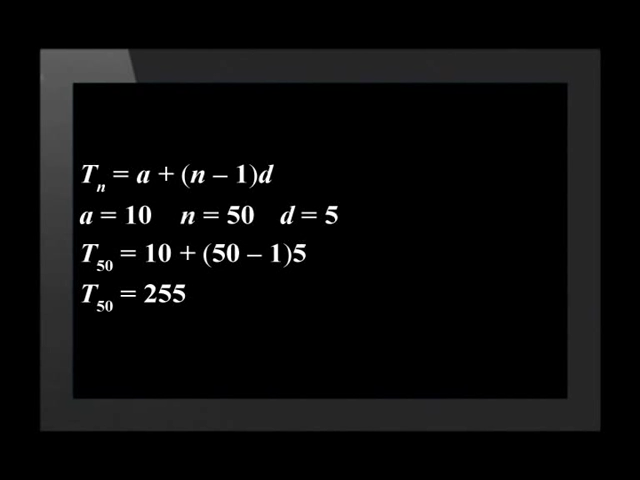 Tn = a + (n – 1)d
a = 10 n = 50 d = 5
T50 = 10 + (50 – 1)5
T50 = 255